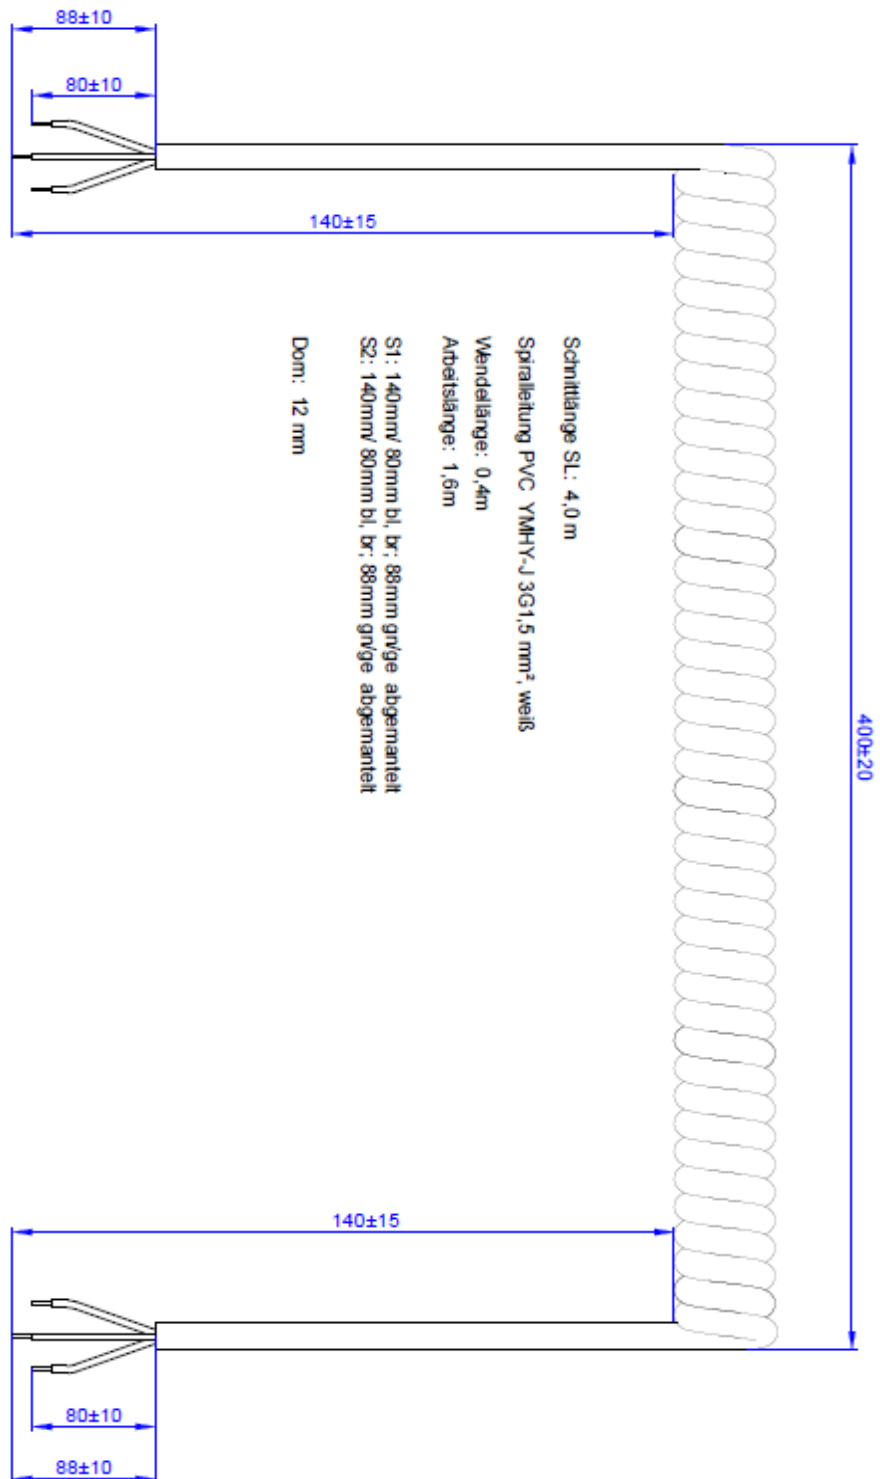 88±10
80±10
140±15
400±20
Schnittlänge SL: 4,0 m
Spiralleitung PVC YMHY-J 3G1,5 mm², weiß
Wendellänge: 0,4m
Arbeitslänge: 1,6m
S1: 140mm/ 80mm bl, br; 88mm gn/ge abgemantelt
S2: 140mm/ 80mm bl, br; 88mm gn/ge abgemantelt
Dorn: 12 mm
140±15
80±10
88±10